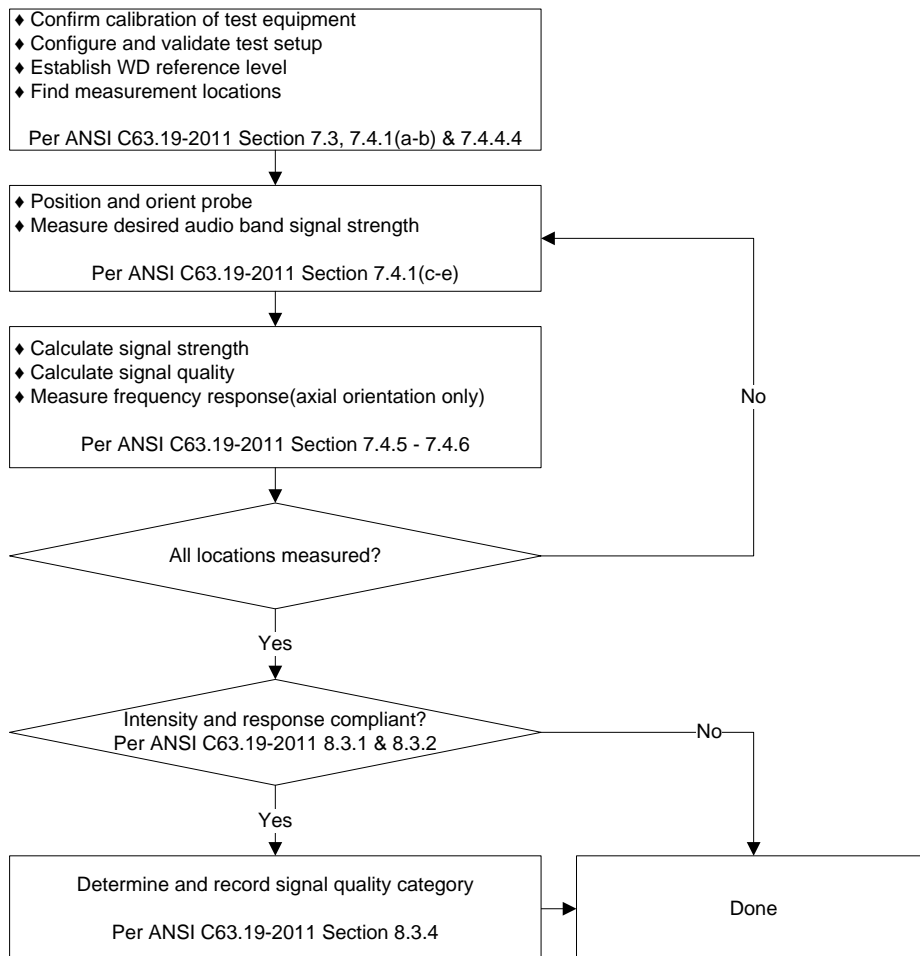 ♦ Confirm calibration of test equipment
♦ Configure and validate test setup
♦ Establish WD reference level
♦ Find measurement locations
Per ANSI C63.19-2011 Section 7.3, 7.4.1(a-b) & 7.4.4.4
♦ Position and orient probe
♦ Measure desired audio band signal strength
Per ANSI C63.19-2011 Section 7.4.1(c-e)
♦ Calculate signal strength
♦ Calculate signal quality
♦ Measure frequency response(axial orientation only)
Per ANSI C63.19-2011 Section 7.4.5 - 7.4.6
No
All locations measured?
Yes
Intensity and response compliant?
Per ANSI C63.19-2011 8.3.1 & 8.3.2
No
Yes
Determine and record signal quality category
Per ANSI C63.19-2011 Section 8.3.4
Done